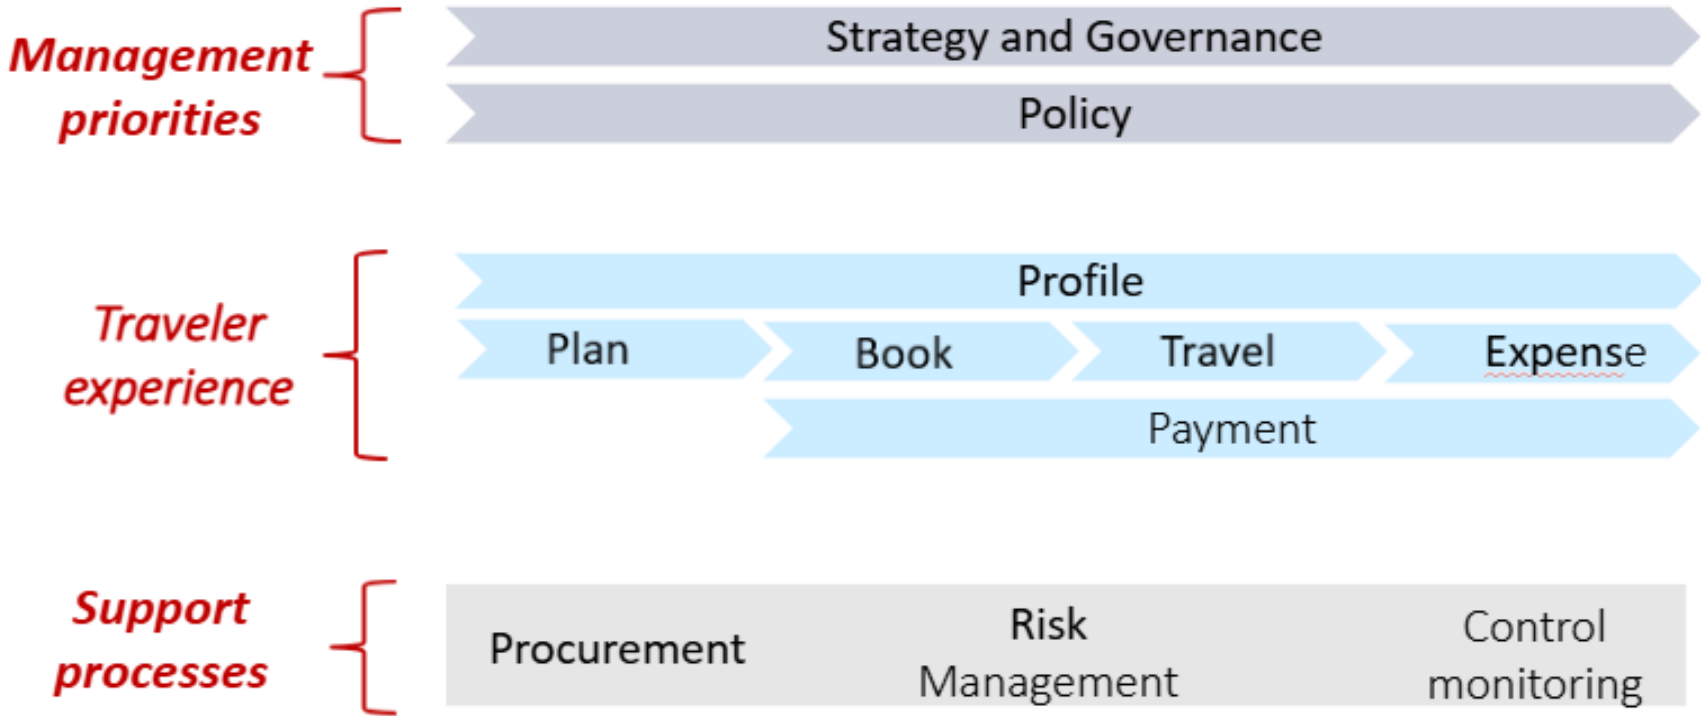 Management
priorities
Strategy and Governance
Policy
Traveler
experience
Profile
Plan
Book
Travel
Expense
Payment
Support
processes
Procurement
Risk
Management
Control
monitoring